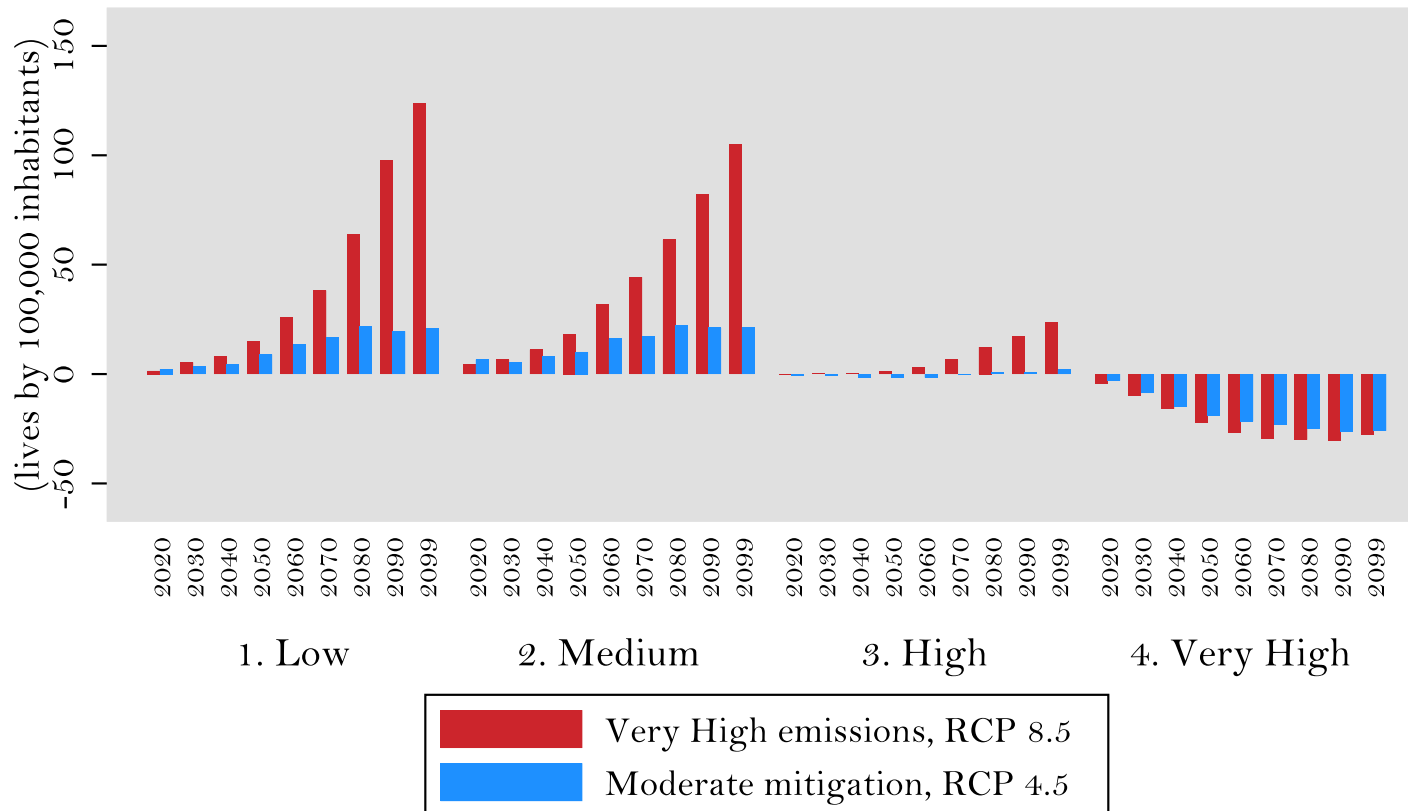 (lives by 100,000 inhabitants)
150
100
50
0
-50
2020 2030 2040 2050 2060 2070 2080 2090 2099 2020 2030 2040 2050 2060 2070 2080 2090 2099 2020 2030 2040 2050 2060 2070 2080 2090 2099 2020 2030 2040 2050 2060 2070 2080 2090 2099
1. Low 2. Medium 3. High 4. Very High
Very High emissions, RCP 8.5
Moderate mitigation, RCP 4.5